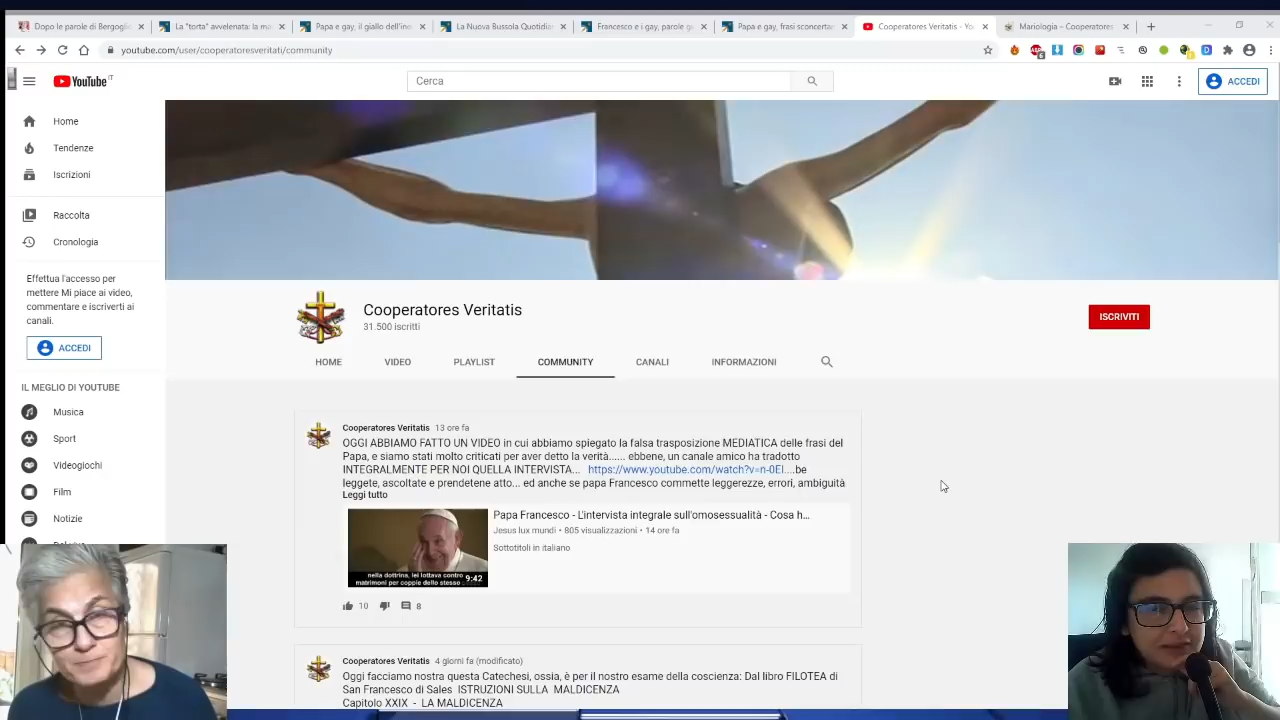 Dopo le parole di Bergogli
La "torta" avvelenata: la ma
Papa e gay, il giallo dell'ine
La Nuova Bussola Quotidia
Francesco e i gay, parole ge
Papa e gay, frasi sconcertan
Cooperatores Veritatis - Yo
Mariologia – Cooperatores
youtube.com/user/cooperatoresveritati/community
YouTube IT
Cerca
ACCEDI
Home
Tendenze
Iscrizioni
Raccolta
Cronologia
Effettua l'accesso per
mettere Mi piace ai video,
commentare e iscriverti ai
canali.
ACCEDI
IL MEGLIO DI YOUTUBE
Musica
Sport
Videogiochi
Film
Notizie
Cooperatores Veritatis
31.500 iscritti
ISCRIVITI
HOME
VIDEO
PLAYLIST
COMMUNITY
CANALI
INFORMAZIONI
Cooperatores Veritatis 13 ore fa
OGGI ABBIAMO FATTO UN VIDEO in cui abbiamo spiegato la falsa trasposizione MEDIATICA delle frasi del
Papa, e siamo stati molto criticati per aver detto la verità...... ebbene, un canale amico ha tradotto
INTEGRALMENTE PER NOI QUELLA INTERVISTA... https://www.youtube.com/watch?v=n-0EI....be
leggete, ascoltate e prendetene atto... ed anche se papa Francesco commette leggerezze, errori, ambiguità
Leggi tutto
Papa Francesco - L'intervista integrale sull'omosessualità - Cosa h...
Jesus lux mundi • 805 visualizzazioni • 14 ore fa
Sottotitoli in italiano
nella dottrina, lei lottava contro
matrimoni per coppie dello stesso
9:42
10
8
Cooperatores Veritatis 4 giorni fa (modificato)
Oggi facciamo nostra questa Catechesi, ossia, è per il nostro esame della coscienza: Dal libro FILOTEA di
San Francesco di Sales ISTRUZIONI SULLA MALDICENZA
Capitolo XXIX - LA MALDICENZA